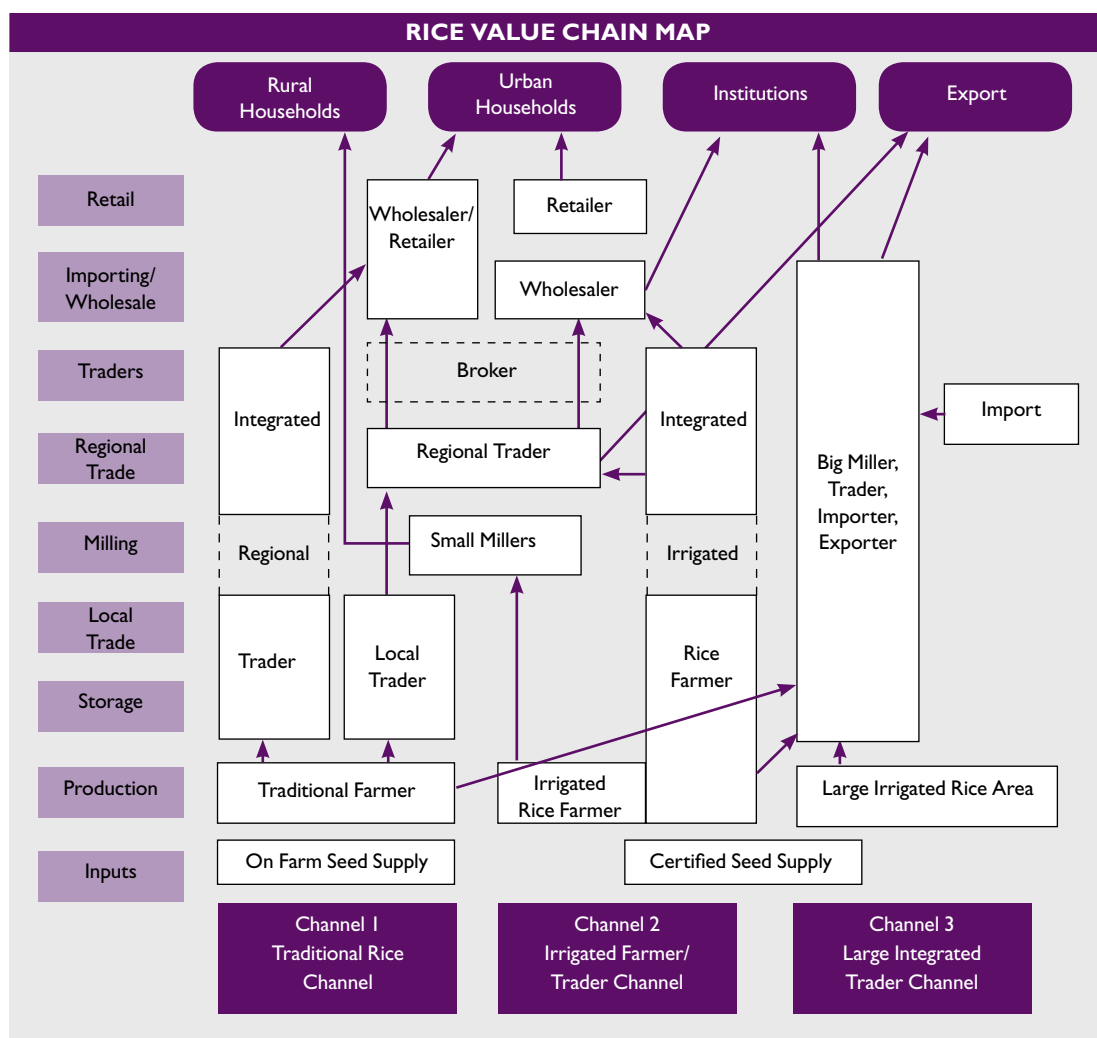 RICE VALUE CHAIN MAP
Rural
Households
Urban
Households
Institutions
Export
Retail
Wholesaler/
Retailer
Retailer
Importing/
Wholesale
Wholesaler
Traders
Broker
Integrated
Integrated
Import
Regional
Trade
Regional Trader
Big Miller,
Trader,
Importer,
Exporter
Milling
Regional
Small Millers
Irrigated
Local
Trade
Trader
Local
Trader
Rice
Farmer
Storage
Production
Traditional Farmer
Irrigated
Rice Farmer
Large Irrigated Rice Area
Inputs
On Farm Seed Supply
Certified Seed Supply
Channel 1
Traditional Rice
Channel
Channel 2
Irrigated Farmer/
Trader Channel
Channel 3
Large Integrated
Trader Channel